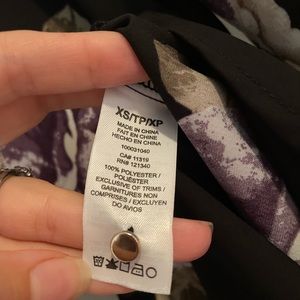 XS/TP/XP
MADE IN CHINA
FAIT EN CHINE
HECHO EN CHINA
100031040
CA# 11319
RN# 121340
100% POLYESTER /
POLIÉSTER
EXCLUSIVE OF TRIMS /
GARNITURES NON
COMPRISES / EXCLUYEN
DO AVIOS